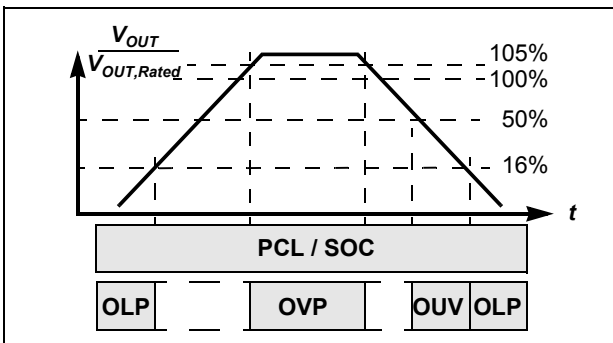 V_OUT
V_OUT,Rated
105%
100%
50%
16%
t
PCL / SOC
OLP OVP OUV OLP